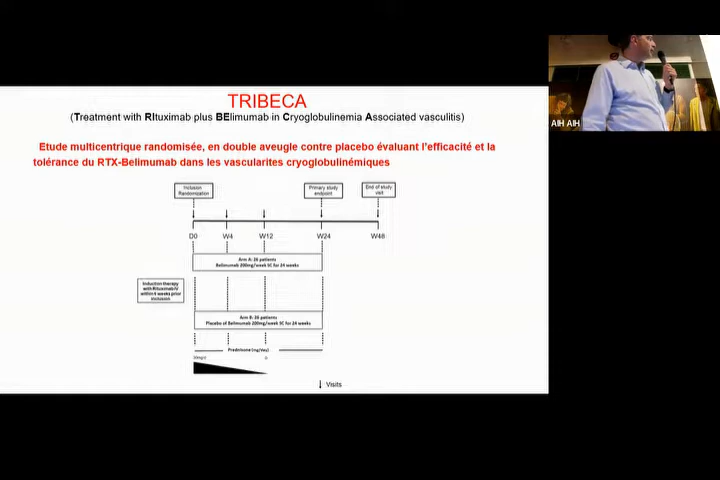 TRIBECA
(Treatment with RItuximab plus BElimumab in Cryoglobulinemia Associated vasculitis)
Etude multicentrique randomisée, en double aveugle contre placebo évaluant l'efficacité et la
tolérance du RTX-Belimumab dans les vascularites cryoglobulinémiques
Inclusion
Randomization
Primary study
endpoint
End of study
visit
D0 W4 W12 W24 W48
Arm A: 26 patients
Belimumab 200mg/week SC for 24 weeks
Induction therapy
with Rituximab IV
within 4 weeks prior
inclusion
Arm B: 26 patients
Placebo of Belimumab 200mg/week SC for 24 weeks
Prednisone (mg/day)
0
Visits
AIH AIH